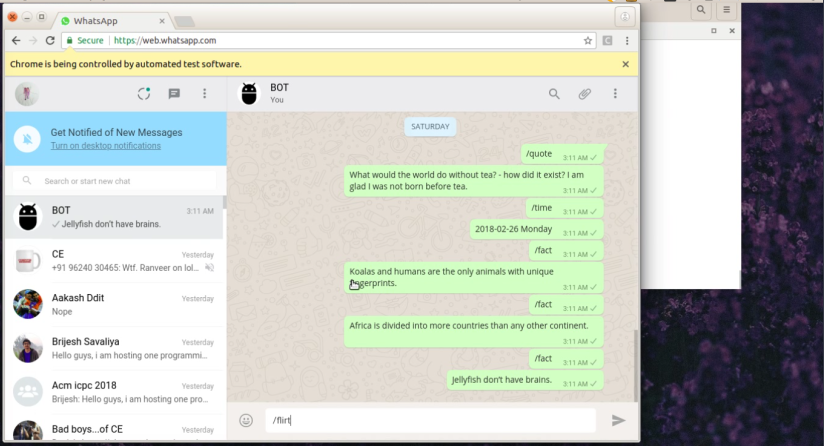 WhatsApp
Secure
https://web.whatsapp.com
Chrome is being controlled by automated test software.
BOT
You
Get Notified of New Messages
Turn on desktop notifications
Search or start new chat
BOT
3:11 AM
Jellyfish don't have brains.
CE
Yesterday
+91 96240 30465: Wtf. Ranveer on lol...
Aakash Ddit
Yesterday
Nope
Brijesh Savaliya
Yesterday
Hello guys, i am hosting one programmi...
Acm icpc 2018
Yesterday
Brijesh: Hello guys, i am hosting one pro...
Bad boys...of CE
Yesterday
SATURDAY
/quote
3:11 AM
What would the world do without tea? - how did it exist? I am
glad I was not born before tea.
3:11 AM
/time
3:11 AM
2018-02-26 Monday
3:11 AM
/fact
3:11 AM
Koalas and humans are the only animals with unique
fingerprints.
3:11 AM
/fact
3:11 AM
Africa is divided into more countries than any other continent.
3:11 AM
/fact
3:11 AM
Jellyfish don't have brains.
3:11 AM
/flirt